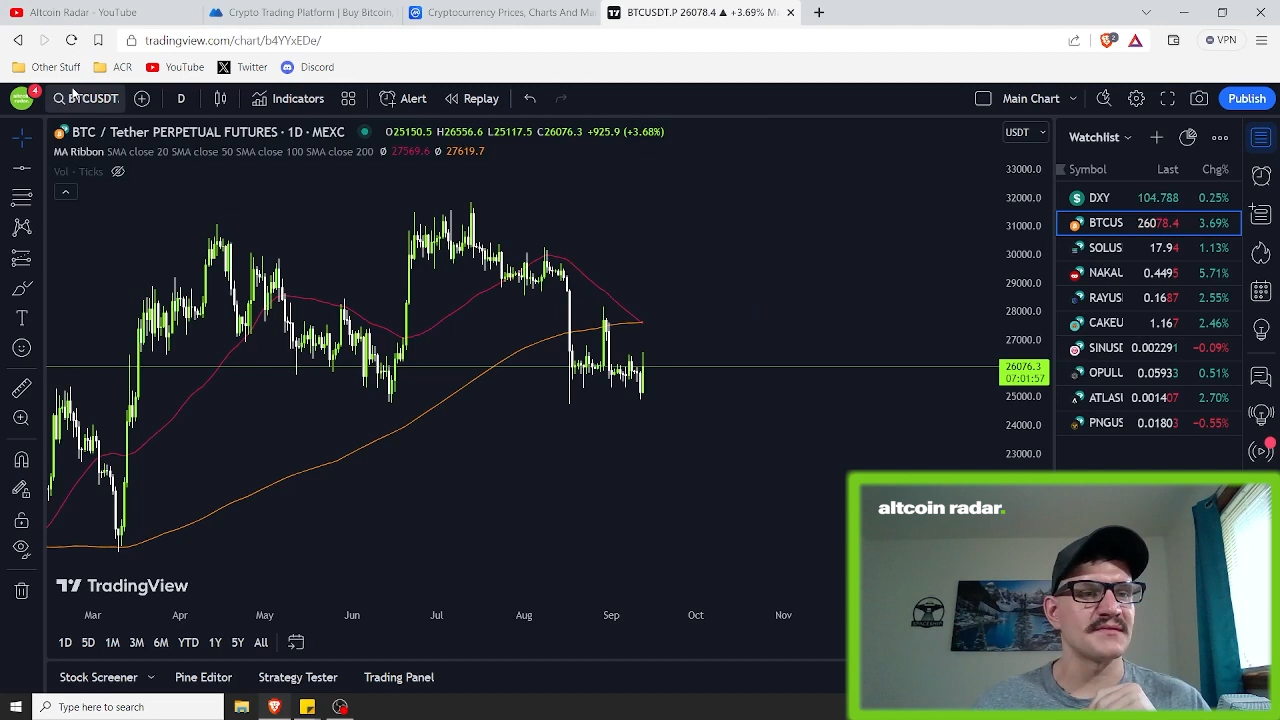 Altcoin Radar - YouTube
Crypto Trading Platform | Buy Bitcoin,
Cryptocurrency Prices, Charts And Mar
BTCUSDT.P 26078.4 ▲ +3.69% M
tradingview.com/chart/b4YYxEDe/
2
VPN
Other Stuff
ACR
YouTube
Twitter
Discord
4
BTCUSDT.
D
Indicators
Alert
Replay
Main Chart
Publish
BTC / Tether PERPETUAL FUTURES · 1D · MEXC
O25150.5 H26556.6 L25117.5 C26076.3 +925.9 (+3.68%)
MA Ribbon SMA close 20 SMA close 50 SMA close 100 SMA close 200 Ø 27569.6 Ø 27619.7
Vol · Ticks
USDT
33000.0
32000.0
31000.0
30000.0
29000.0
28000.0
27000.0
26076.3
07:01:57
25000.0
24000.0
23000.0
Watchlist
Symbol Last Chg%
DXY 104.788 0.25%
BTCUS 26078.4 3.69%
SOLUS 17.94 1.13%
NAKAU 0.4495 5.71%
RAYUS 0.1687 2.55%
CAKEU 1.167 2.46%
SINUSD 0.002291 −0.09%
OPULU 0.05933 0.51%
ATLAS 0.001407 2.70%
PNGUS 0.01803 −0.55%
TradingView
Mar Apr May Jun Jul Aug Sep Oct Nov
1D 5D 1M 3M 6M YTD 1Y 5Y All
Stock Screener
Pine Editor
Strategy Tester
Trading Panel
altcoin radar.
SPACESHIP
Type here to search